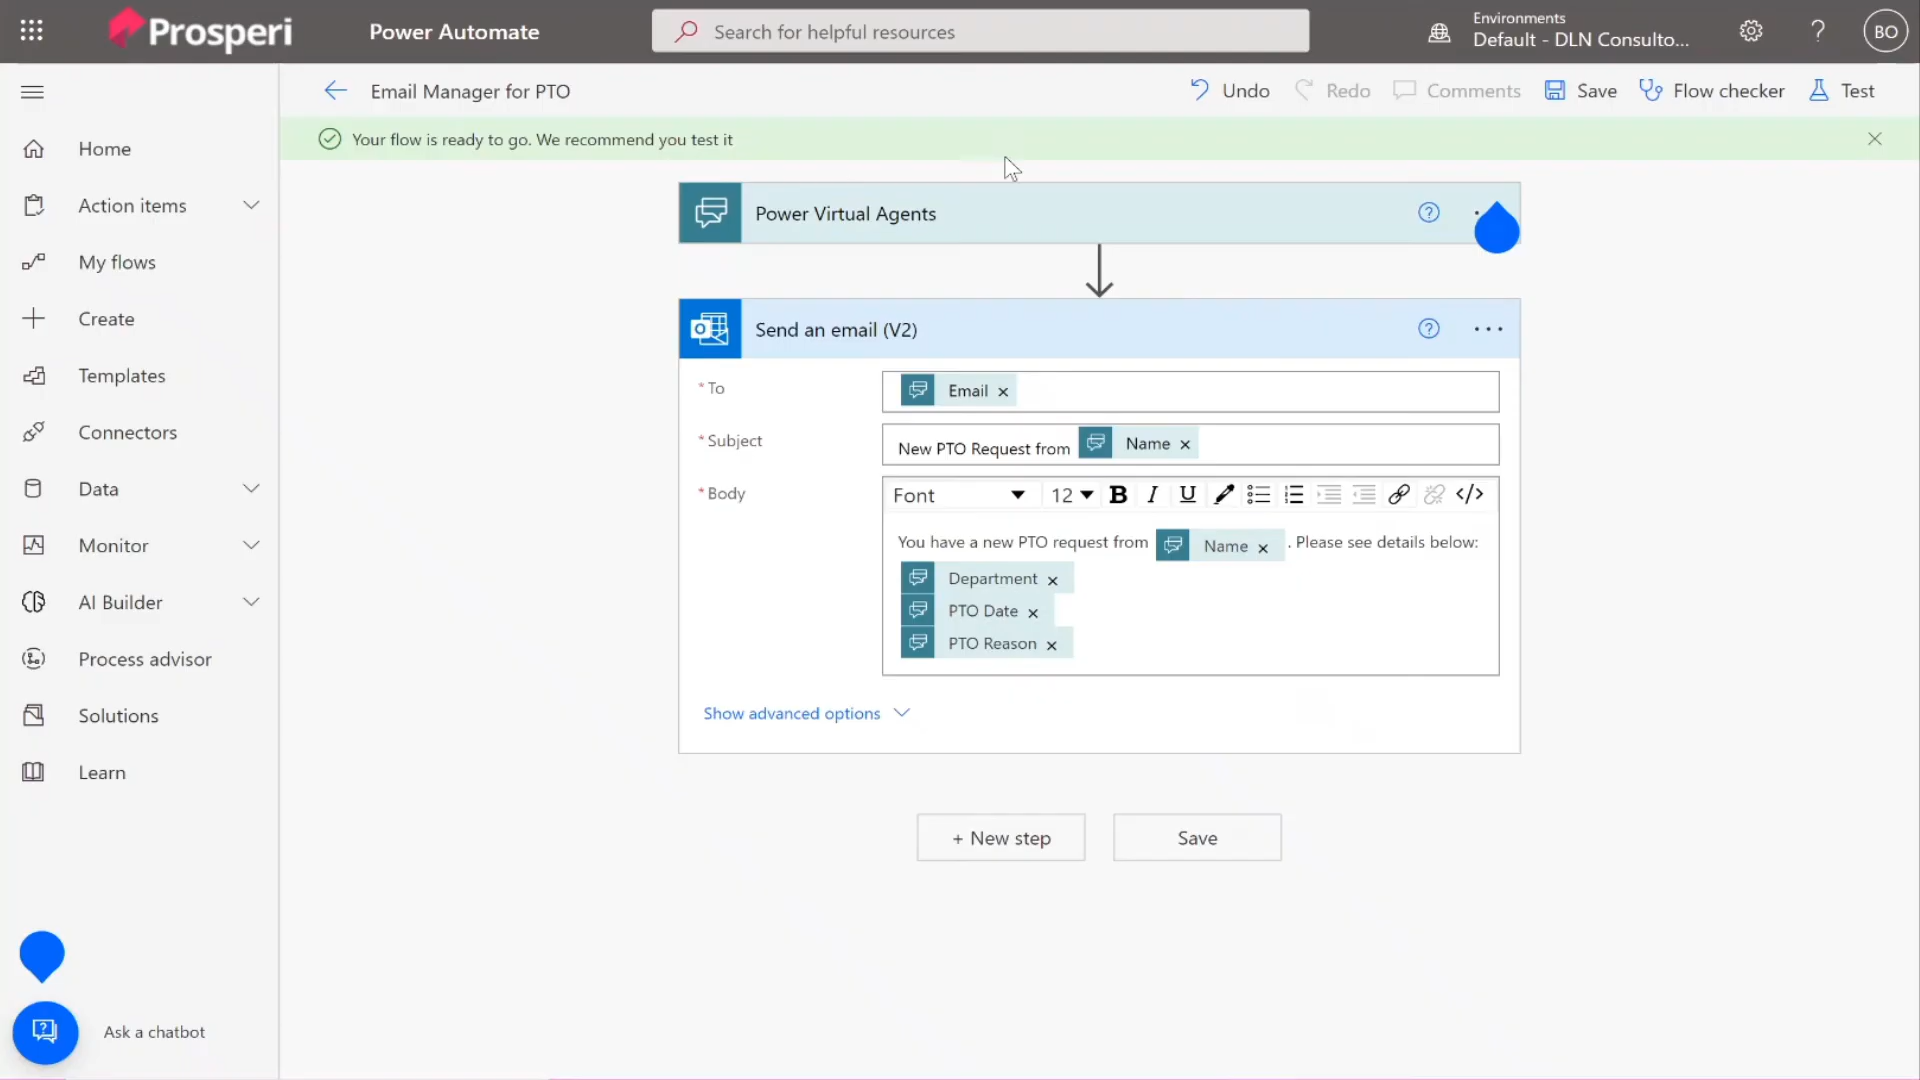 Prosperi
Power Automate
Search for helpful resources
Environments
Default - DLN Consulto...
?
BO
Email Manager for PTO
Undo
Redo
Comments
Save
Flow checker
Test
Your flow is ready to go. We recommend you test it
Home
Action items
My flows
Create
Templates
Connectors
Data
Monitor
AI Builder
Process advisor
Solutions
Learn
Ask a chatbot
Power Virtual Agents
Send an email (V2)
* To
Email ×
* Subject
New PTO Request from Name ×
* Body
Font 12 B I U </>
You have a new PTO request from Name × . Please see details below:
Department ×
PTO Date ×
PTO Reason ×
Show advanced options
+ New step
Save